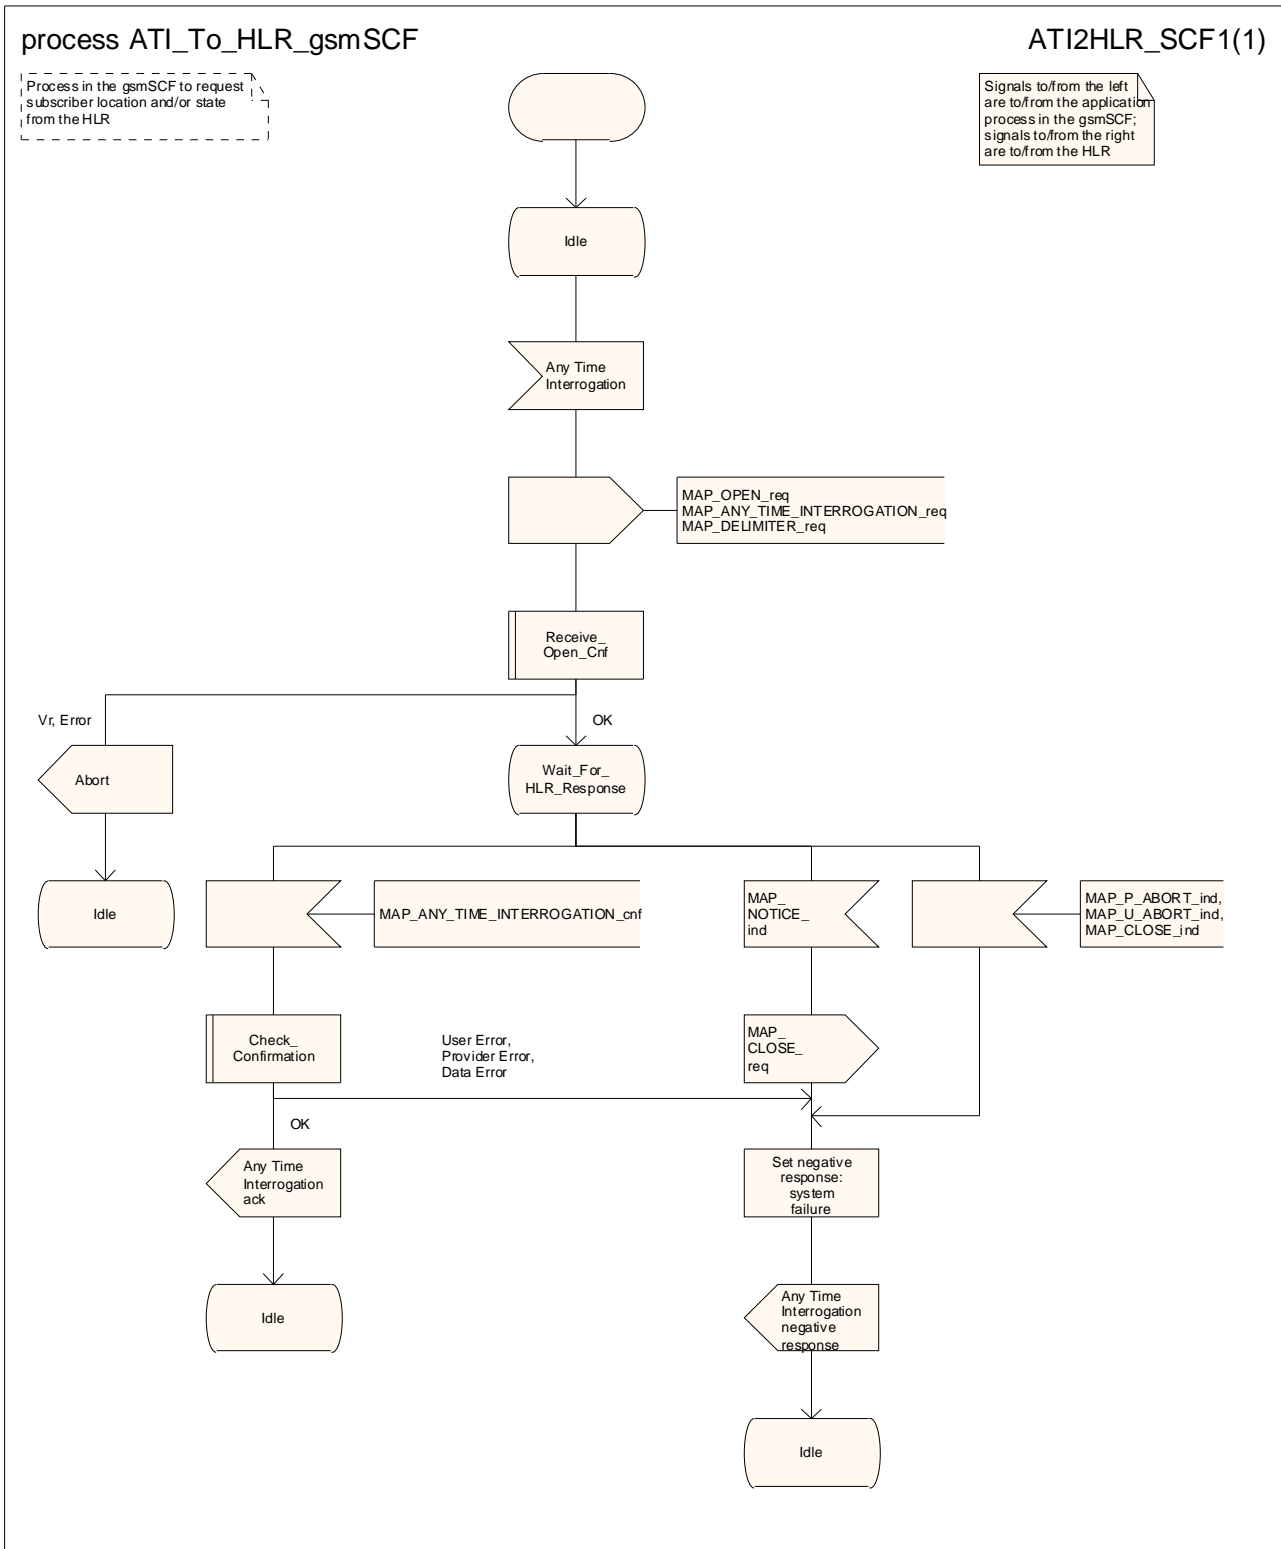 process ATI_To_HLR_gsmSCF
ATI2HLR_SCF1(1)
Process in the gsmSCF to request
subscriber location and/or state
from the HLR
Signals to/from the left
are to/from the application
process in the gsmSCF;
signals to/from the right
are to/from the HLR
Idle
Any Time
Interrogation
MAP_OPEN_req
MAP_ANY_TIME_INTERROGATION_req
MAP_DELIMITER_req
Receive_
Open_Cnf
Vr, Error
OK
Abort
Wait_For_
HLR_Response
Idle
MAP_ANY_TIME_INTERROGATION_cnf
MAP_
NOTICE_
ind
MAP_P_ABORT_ind,
MAP_U_ABORT_ind,
MAP_CLOSE_ind
Check_
Confirmation
User Error,
Provider Error,
Data Error
MAP_
CLOSE_
req
OK
Any Time
Interrogation
ack
Set negative
response:
system
failure
Idle
Any Time
Interrogation
negative
response
Idle